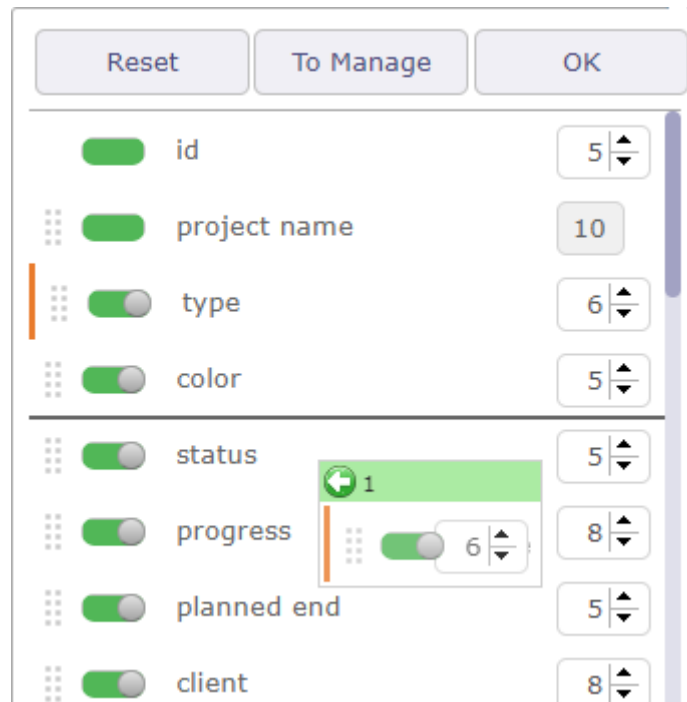 Reset To Manage OK
id 5
project name 10
type 6
color 5
status 5
1
progress 8
6
planned end 5
client 8